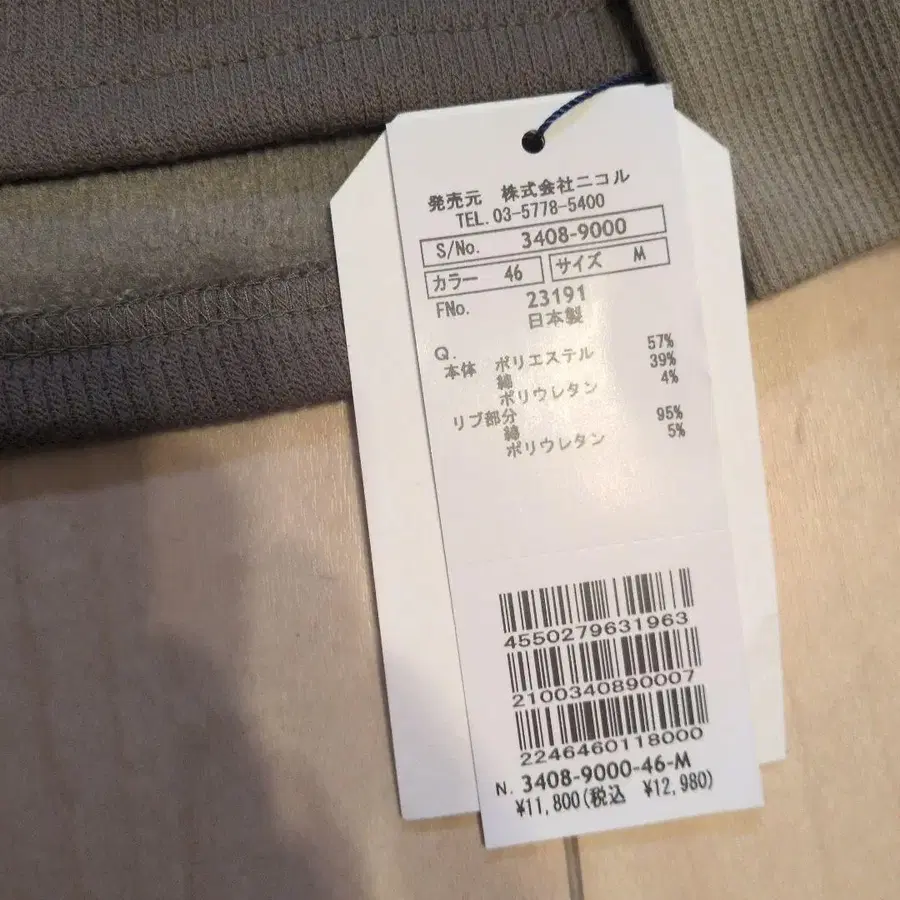 発売元 株式会社ニコル
TEL.03-5778-5400
S/No. 3408-9000
カラー 46 サイズ M
FNo. 23191
日本製
Q.
本体 ポリエステル 57%
綿 39%
ポリウレタン 4%
リブ部分
綿 95%
ポリウレタン 5%
4550279631963
2100340890007
2246460118000
N. 3408-9000-46-M
¥11,800(税込 ¥12,980)